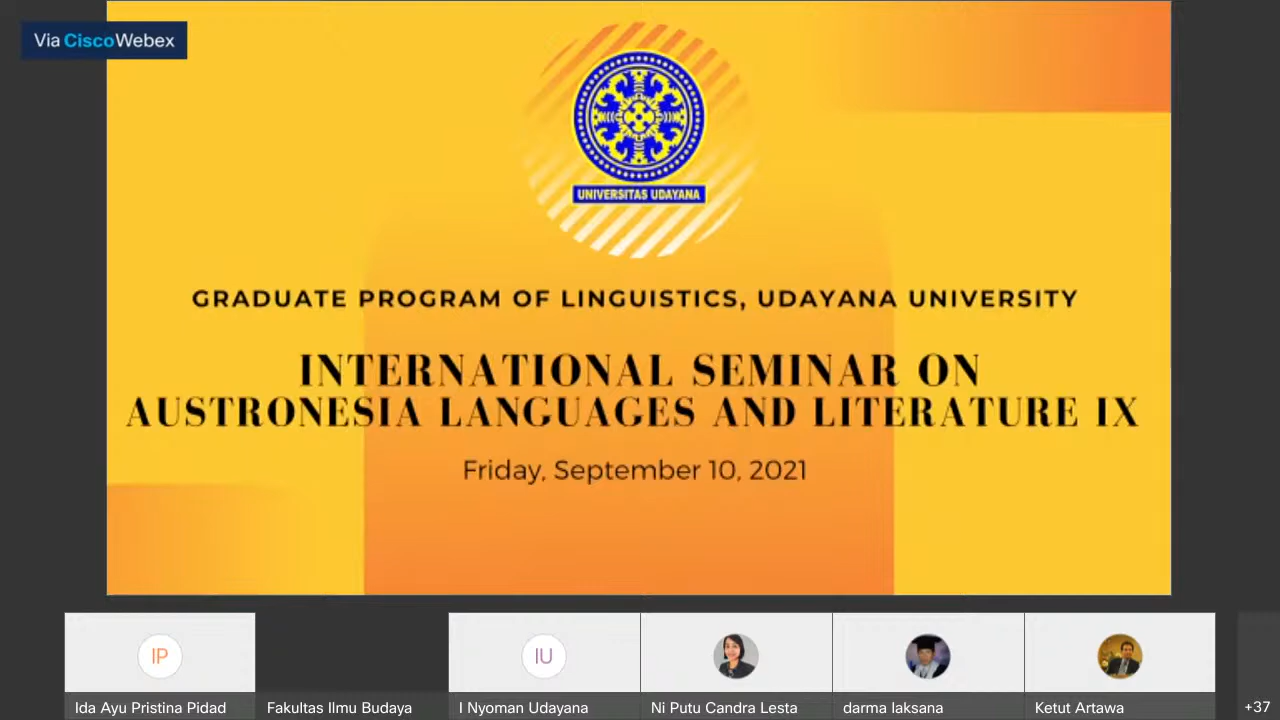 Via CiscoWebex
UNIVERSITAS UDAYANA
GRADUATE PROGRAM OF LINGUISTICS, UDAYANA UNIVERSITY
INTERNATIONAL SEMINAR ON
AUSTRONESIA LANGUAGES AND LITERATURE IX
Friday, September 10, 2021
IP
IU
Ida Ayu Pristina Pidad
Fakultas Ilmu Budaya
I Nyoman Udayana
Ni Putu Candra Lesta
darma laksana
Ketut Artawa
+37